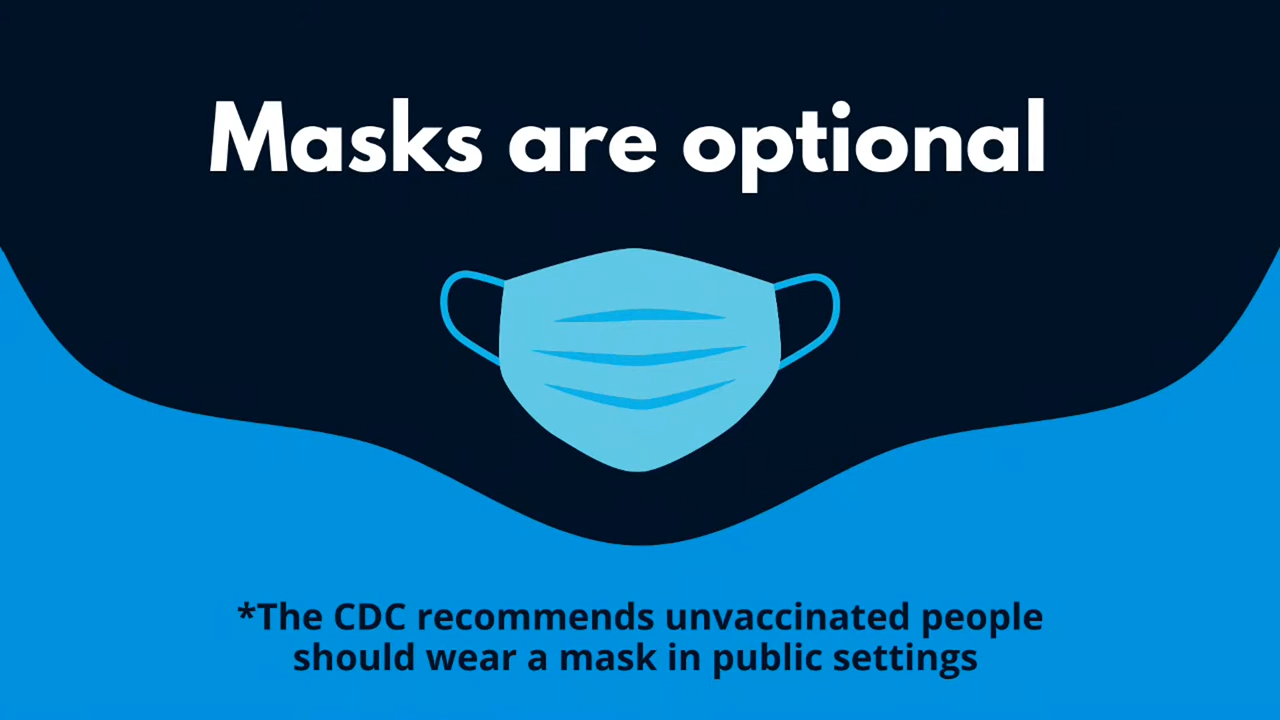 Masks are optional
*The CDC recommends unvaccinated people
should wear a mask in public settings